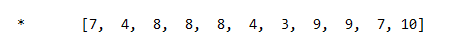 *       [7,  4,  8,  8,  8,  4,  3,  9,  9,  7, 10]